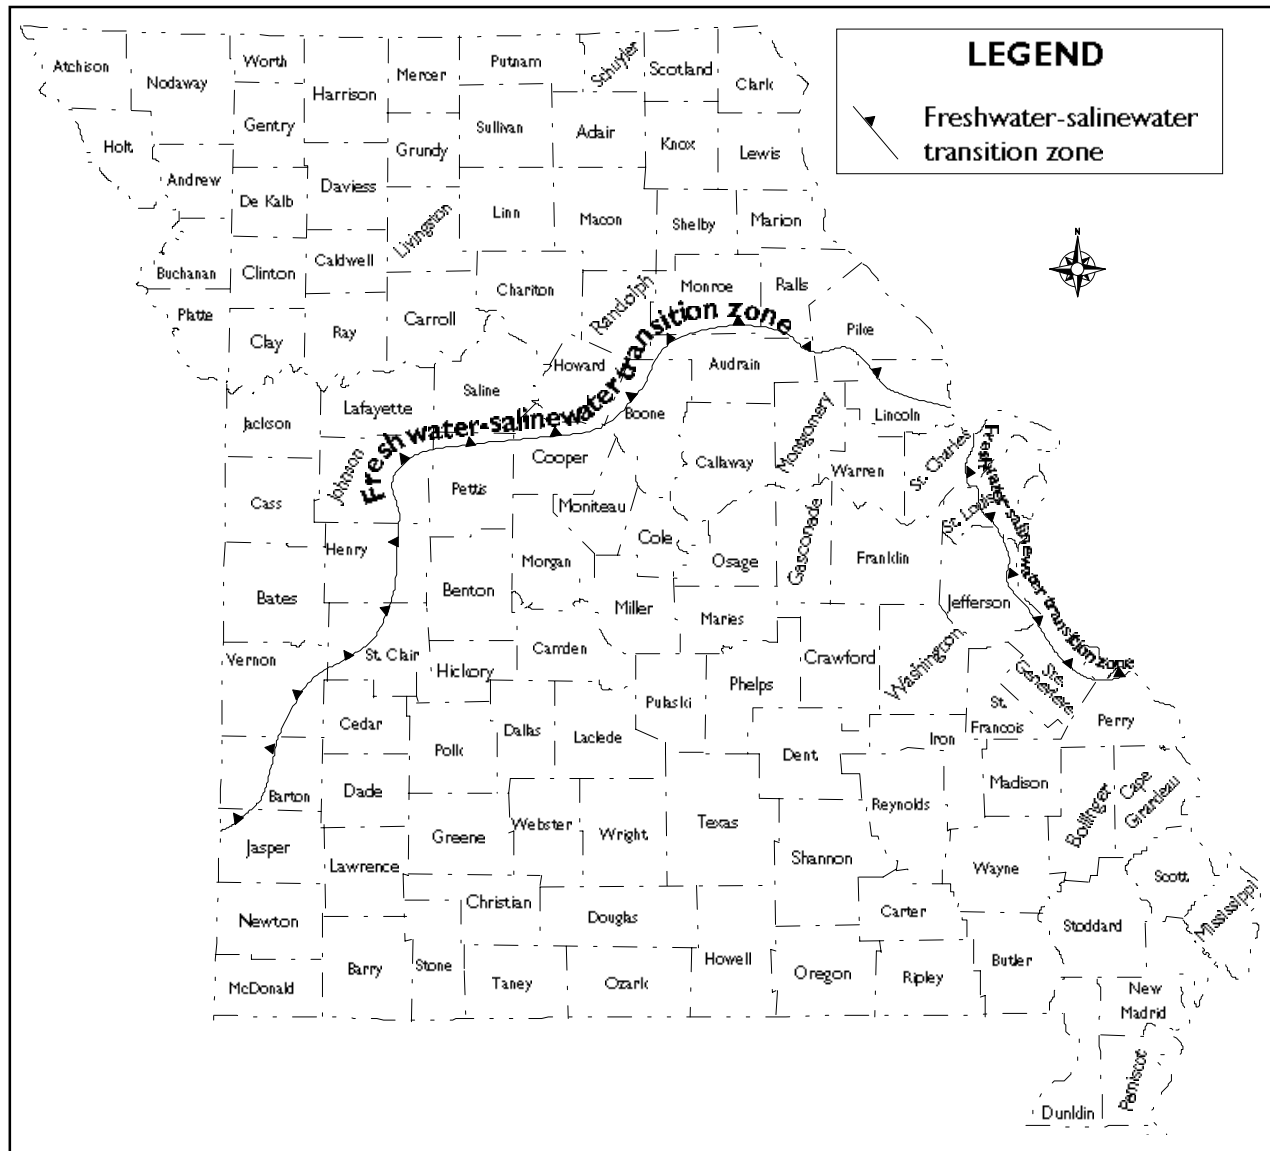 LEGEND
Freshwater-salinewater
transition zone
N
Atchison
Nodaway
Worth
Harrison
Mercer
Putnam
Schuyler
Scotland
Clark
Gentry
Holt
Andrew
De Kalb
Daviess
Grundy
Sullivan
Adair
Knox
Lewis
Livingston
Linn
Macon
Shelby
Marion
Buchanan
Clinton
Caldwell
Chariton
Randolph
Monroe
Ralls
Platte
Clay
Ray
Carroll
Pike
Howard
Audrain
Saline
Lafayette
Jackson
Boone
Freshwater-salinewater transition zone
Montgomery
Lincoln
Johnson
Cooper
Callaway
Warren
St. Charles
Cass
Pettis
Moniteau
St. Louis
Freshwater-salinewater transition zone
Henry
Cole
Osage
Gasconade
Franklin
Morgan
Bates
Benton
Miller
Maries
Jefferson
Vernon
St. Clair
Hickory
Camden
Crawford
Washington
Ste.
Genevieve
Pulaski
Phelps
St.
Francois
Perry
Cedar
Polk
Dallas
Laclede
Dent
Iron
Barton
Dade
Madison
Bollinger
Cape
Girardeau
Reynolds
Greene
Webster
Wright
Texas
Jasper
Lawrence
Shannon
Wayne
Scott
Mississippi
Newton
Christian
Douglas
Carter
Stoddard
McDonald
Barry
Stone
Taney
Ozark
Howell
Oregon
Ripley
Butler
New
Madrid
Pemiscot
Dunklin